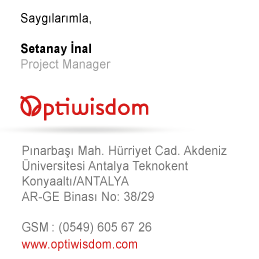 Saygılarımla,
Setanay İnal
Project Manager
Optiwisdom
Pınarbaşı Mah. Hürriyet Cad. Akdeniz
Üniversitesi Antalya Teknokent
Konyaaltı/ANTALYA
AR-GE Binası No: 38/29
GSM : (0549) 605 67 26
www.optiwisdom.com